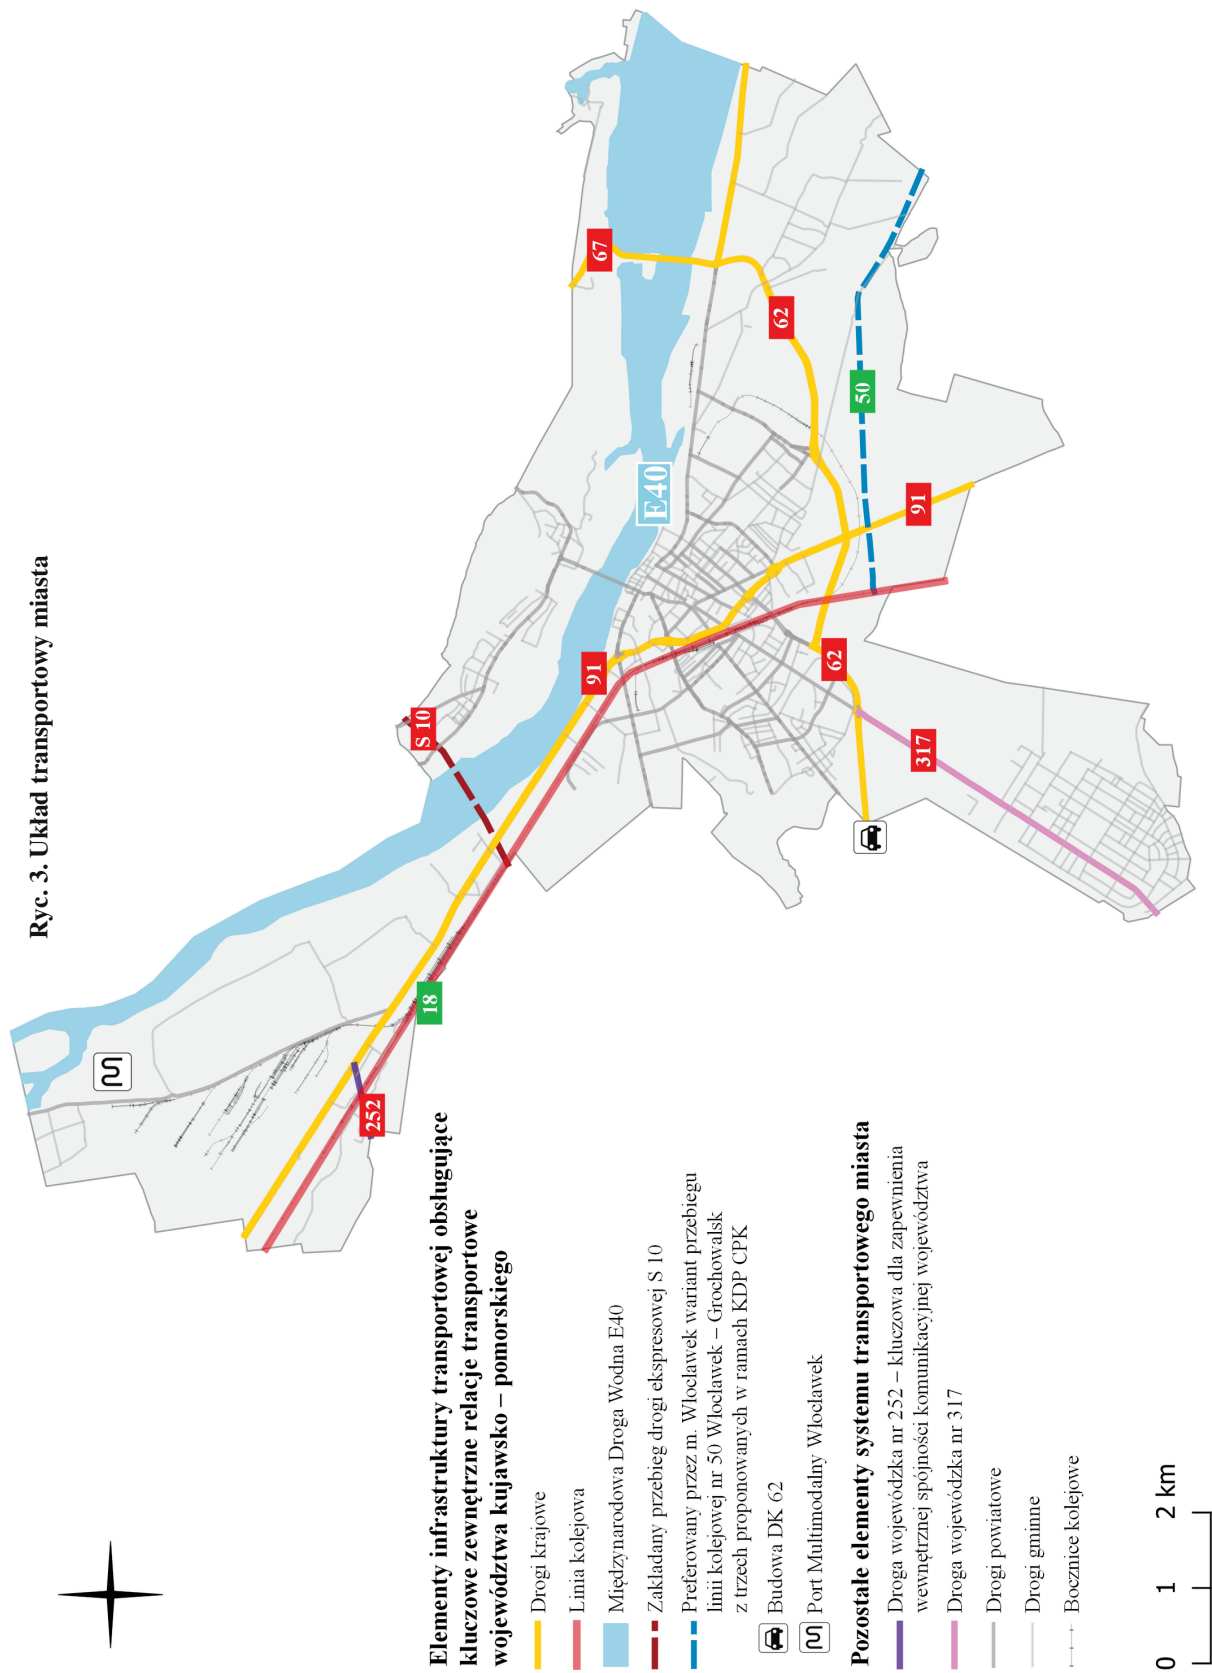 Ryc. 3. Układ transportowy miasta
67
62
50
E40
91
S 10
91
62
317
18
252
Elementy infrastruktury transportowej obsługujące
kluczowe zewnętrzne relacje transportowe
województwa kujawsko – pomorskiego
Drogi krajowe
Linia kolejowa
Międzynarodowa Droga Wodna E40
Zakładany przebieg drogi ekspresowej S 10
Preferowany przez m. Włocławek wariant przebiegu
linii kolejowej nr 50 Włocławek – Grochowalsk
z trzech proponowanych w ramach KDP CPK
Budowa DK 62
Port Multimodalny Włocławek
Pozostałe elementy systemu transportowego miasta
Droga wojewódzka nr 252 – kluczowa dla zapewnienia
wewnętrznej spójności komunikacyjnej województwa
Droga wojewódzka nr 317
Drogi powiatowe
Drogi gminne
Bocznice kolejowe
0 1 2 km